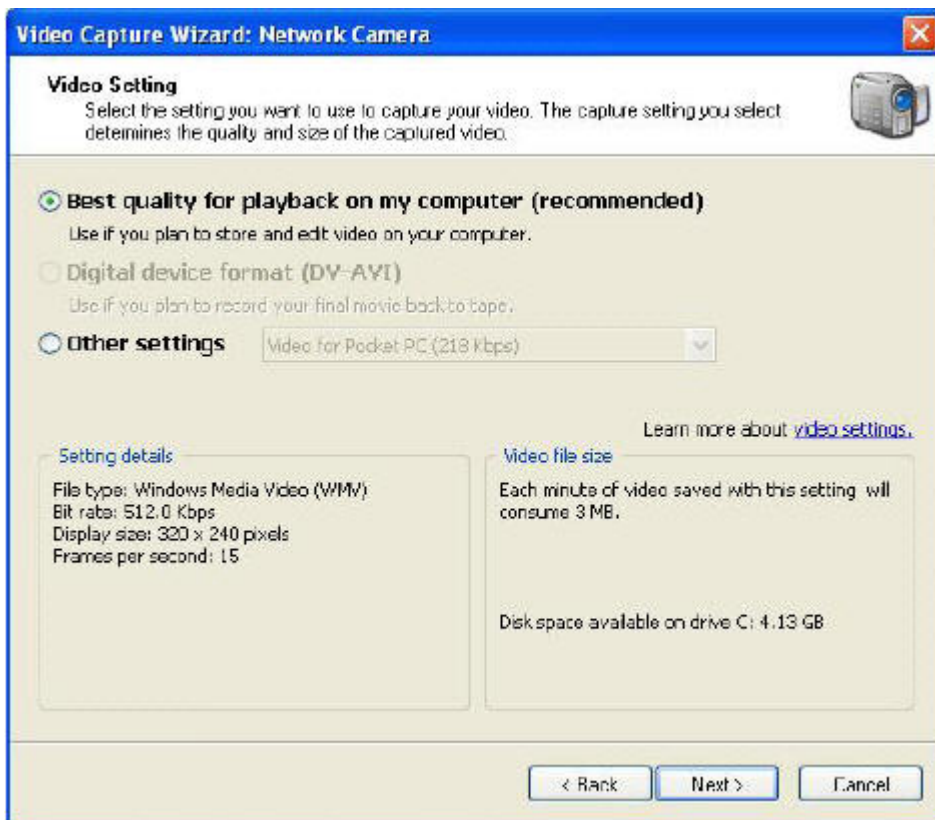 Video Capture Wizard: Network Camera
Video Setting
Select the setting you want to use to capture your video. The capture setting you select
determines the quality and size of the captured video.
Best quality for playback on my computer (recommended)
Use if you plan to store and edit video on your computer.
Digital device format (DV-AVI)
Use if you plan to record your final movie back to tape.
Other settings
Video for Pocket PC (218 Kbps)
Learn more about video settings.
Setting details
File type: Windows Media Video (WMV)
Bit rate: 512.0 Kbps
Display size: 320 x 240 pixels
Frames per second: 15
Video file size
Each minute of video saved with this setting will
consume 3 MB.
Disk space available on drive C: 4.13 GB
< Back
Next >
Cancel